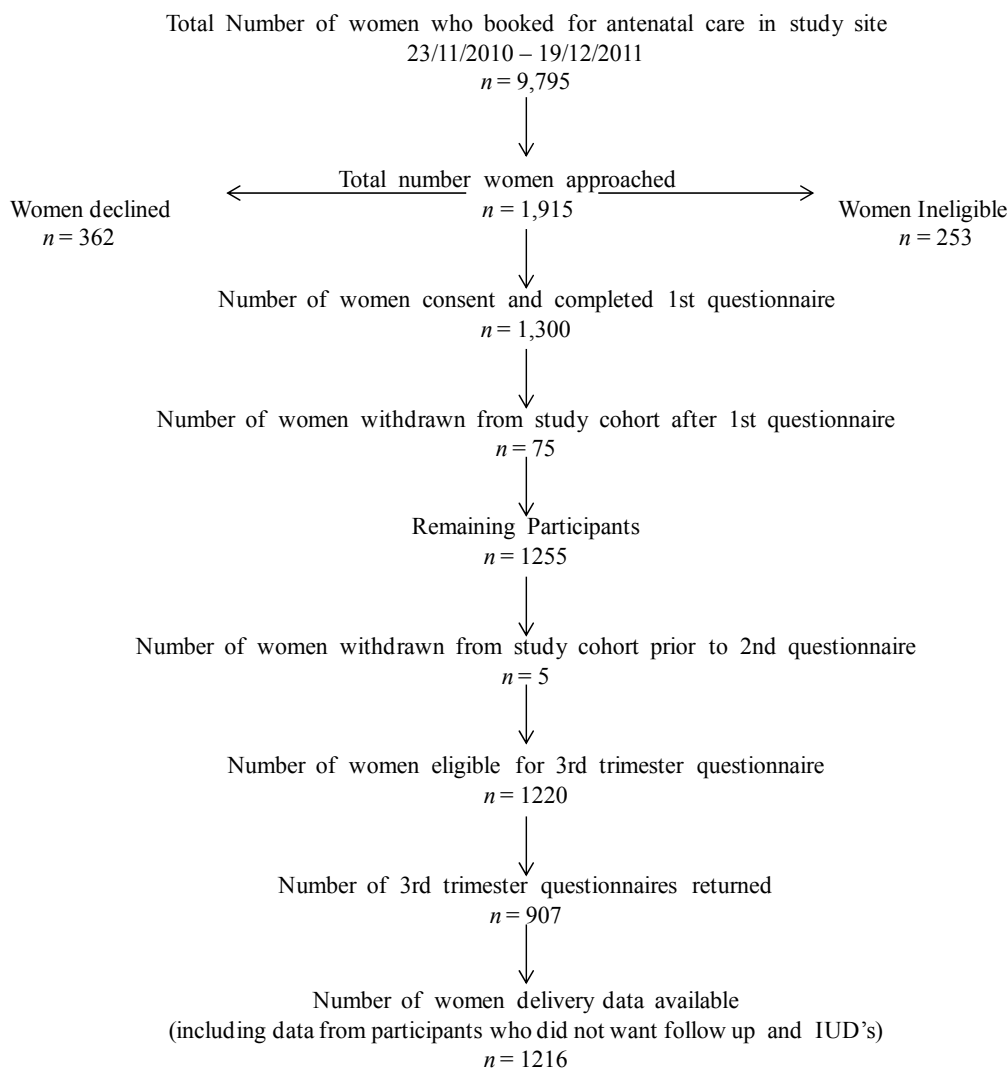 Total Number of women who booked for antenatal care in study site
23/11/2010 – 19/12/2011
n = 9,795
Total number women approached
n = 1,915
Women declined
n = 362
Women Ineligible
n = 253
Number of women consent and completed 1st questionnaire
n = 1,300
Number of women withdrawn from study cohort after 1st questionnaire
n = 75
Remaining Participants
n = 1255
Number of women withdrawn from study cohort prior to 2nd questionnaire
n = 5
Number of women eligible for 3rd trimester questionnaire
n = 1220
Number of 3rd trimester questionnaires returned
n = 907
Number of women delivery data available
(including data from participants who did not want follow up and IUD’s)
n = 1216